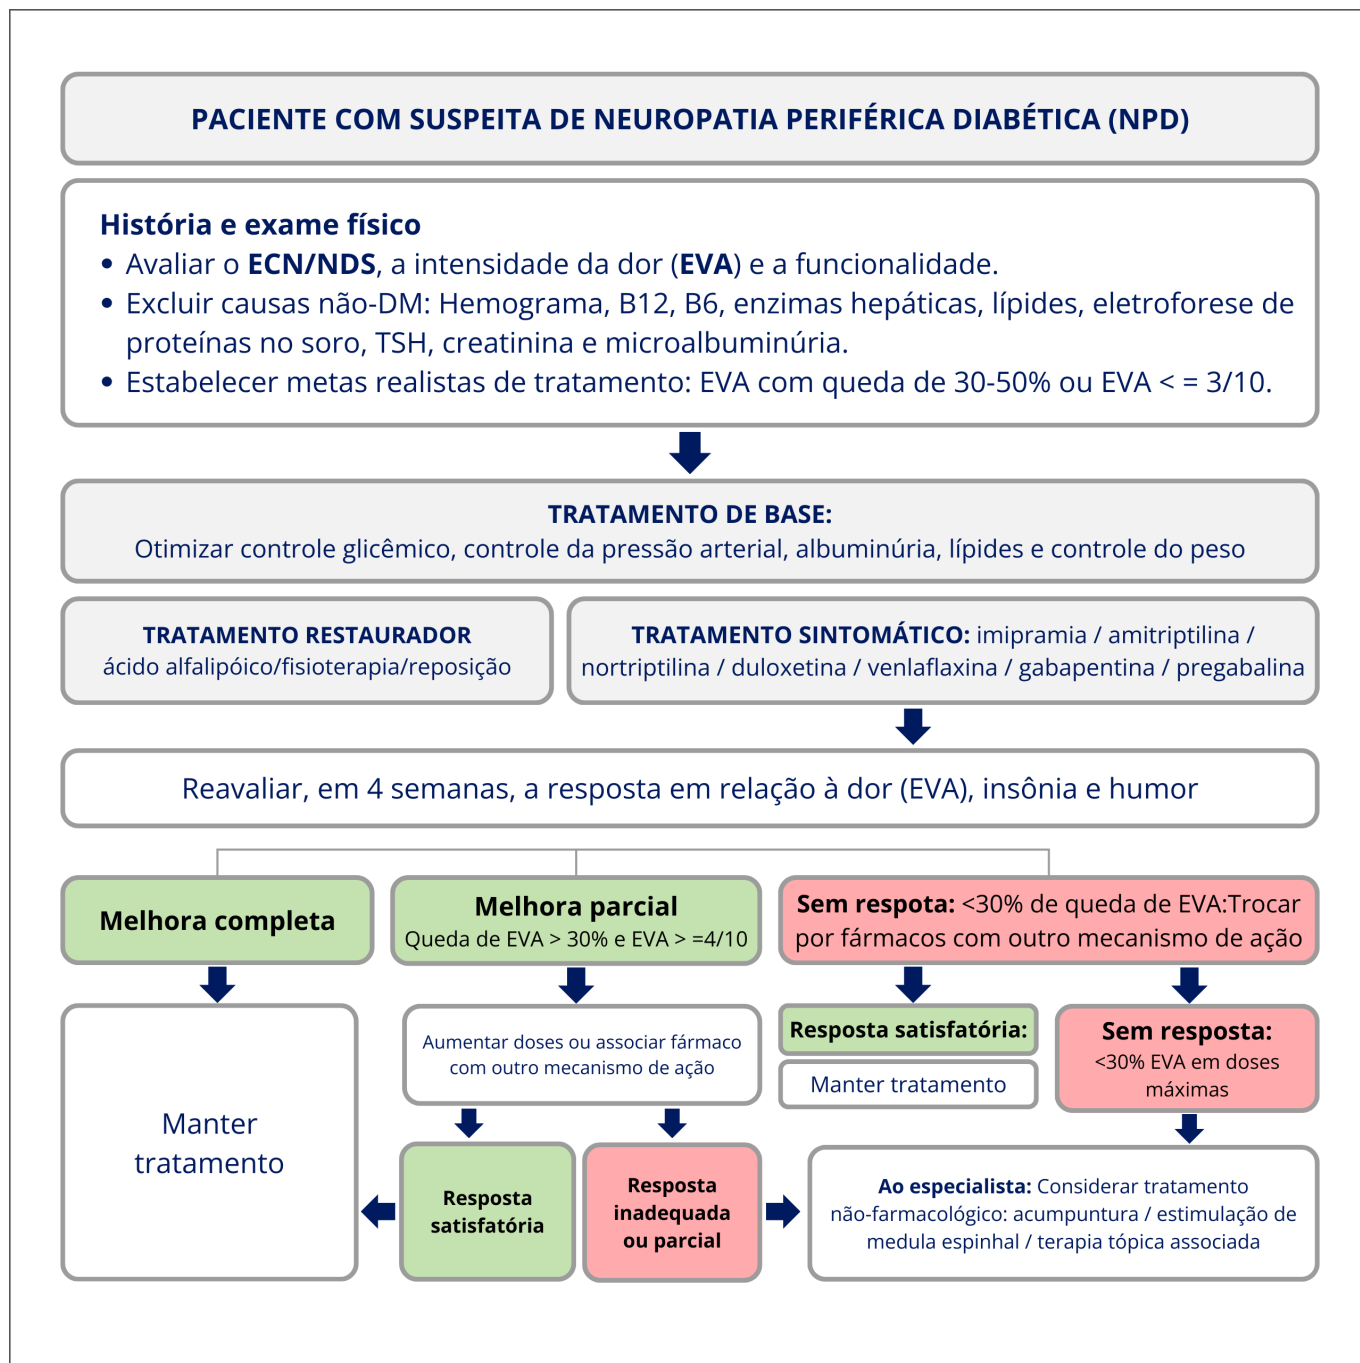 PACIENTE COM SUSPEITA DE NEUROPATIA PERIFÉRICA DIABÉTICA (NPD)
História e exame físico
• Avaliar o ECN/NDS, a intensidade da dor (EVA) e a funcionalidade.
• Excluir causas não-DM: Hemograma, B12, B6, enzimas hepáticas, lípides, eletroforese de
proteínas no soro, TSH, creatinina e microalbuminúria.
• Estabelecer metas realistas de tratamento: EVA com queda de 30-50% ou EVA < = 3/10.
TRATAMENTO DE BASE:
Otimizar controle glicêmico, controle da pressão arterial, albuminúria, lípides e controle do peso
TRATAMENTO RESTAURADOR
ácido alfalipóico/fisioterapia/reposição
TRATAMENTO SINTOMÁTICO: imipramia / amitriptilina /
nortriptilina / duloxetina / venlaflaxina / gabapentina / pregabalina
Reavaliar, em 4 semanas, a resposta em relação à dor (EVA), insônia e humor
Melhora completa
Melhora parcial
Queda de EVA > 30% e EVA > =4/10
Sem respota: <30% de queda de EVA:Trocar
por fármacos com outro mecanismo de ação
Manter
tratamento
Aumentar doses ou associar fármaco
com outro mecanismo de ação
Resposta satisfatória:
Manter tratamento
Sem resposta:
<30% EVA em doses
máximas
Resposta
satisfatória
Resposta
inadequada
ou parcial
Ao especialista: Considerar tratamento
não-farmacológico: acumpuntura / estimulação de
medula espinhal / terapia tópica associada